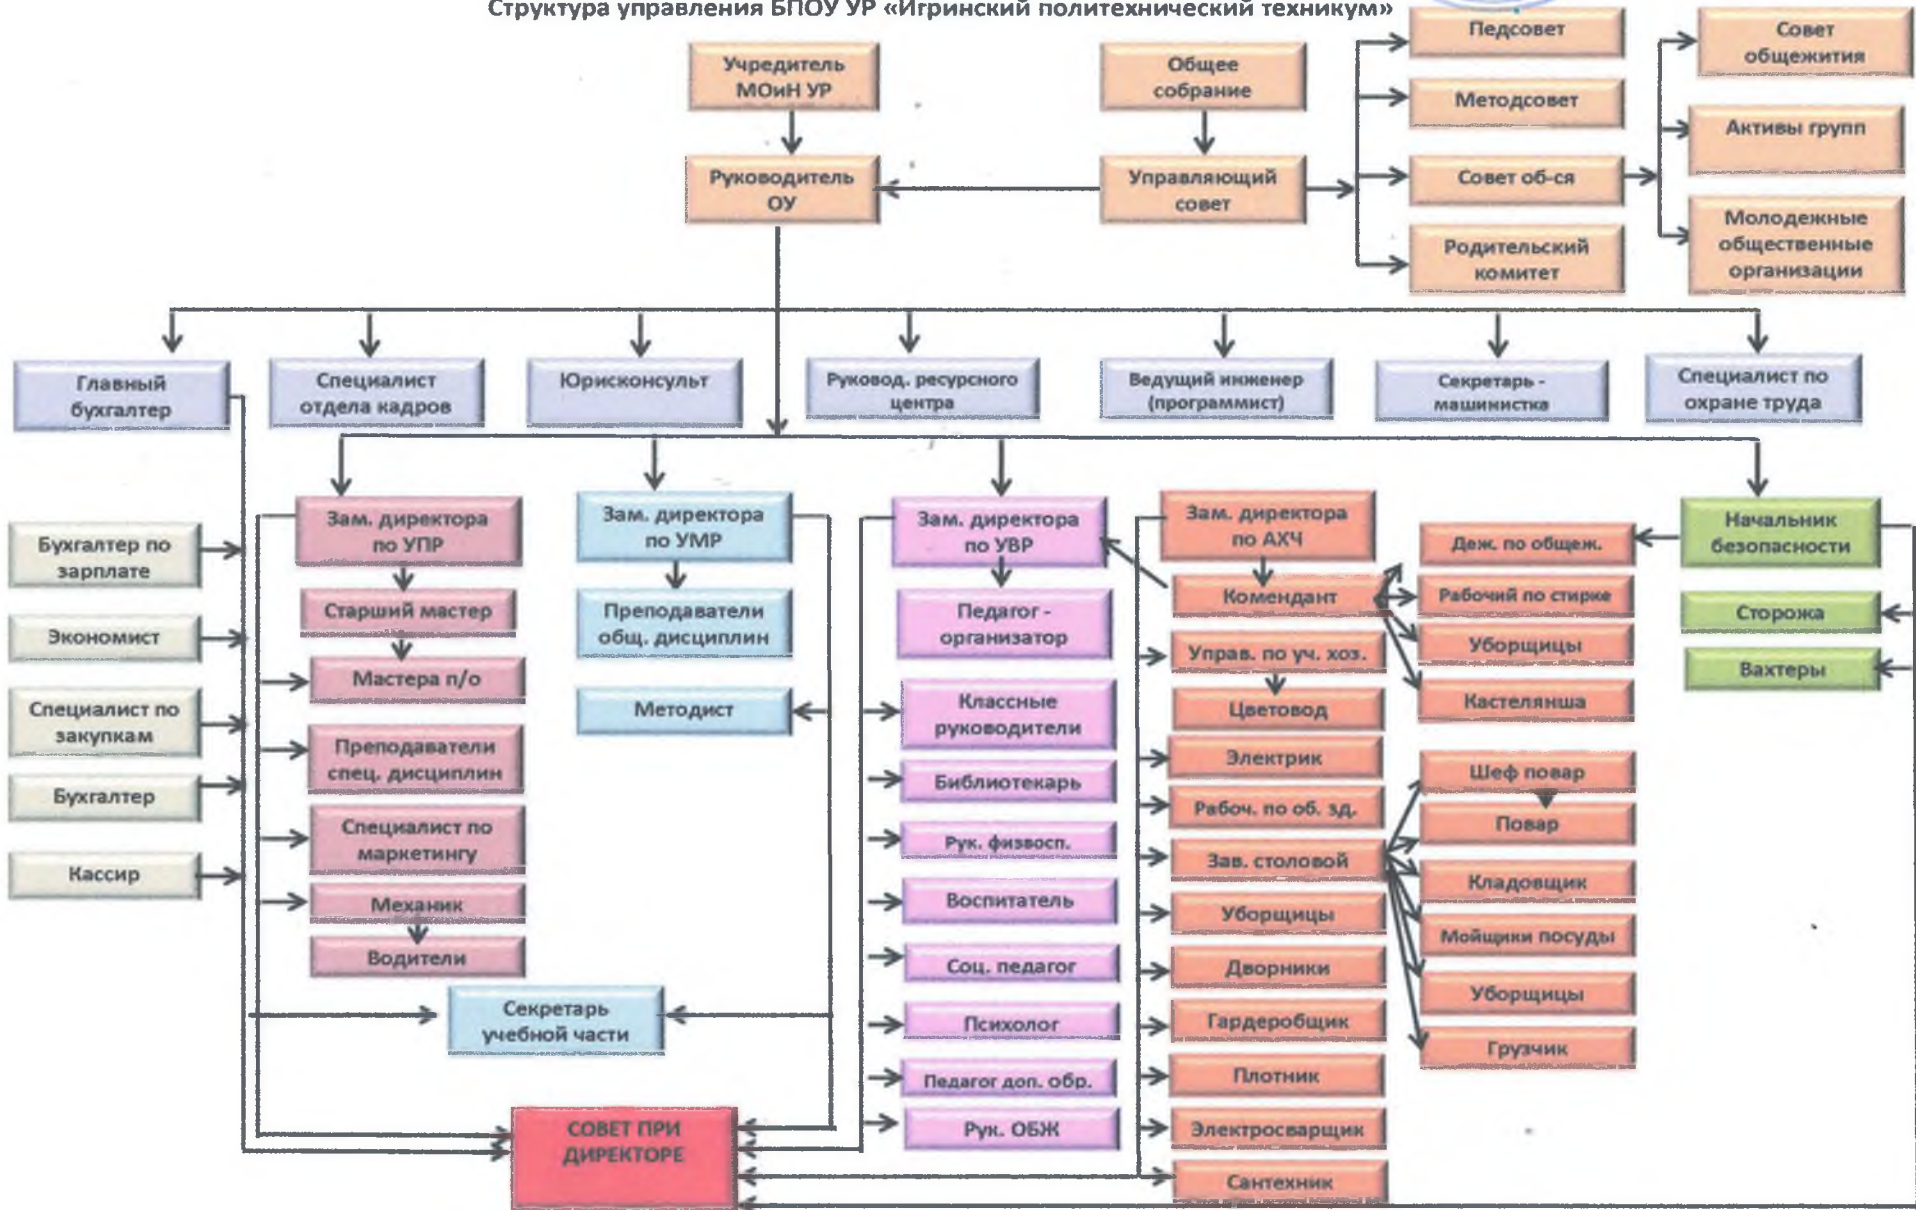 Структура управления БПОУ УР «Игринский политехнический техникум»
Учредитель
МОиН УР
Общее
собрание
Педсовет
Совет
общежития
Методсовет
Активы групп
Руководитель
ОУ
Управляющий
совет
Совет об-ся
Молодежные
общественные
организации
Родительский
комитет
Главный
бухгалтер
Специалист
отдела кадров
Юрисконсульт
Руковод. ресурсного
центра
Ведущий инженер
(программист)
Секретарь -
машинистка
Специалист по
охране труда
Бухгалтер по
зарплате
Экономист
Специалист по
закупкам
Бухгалтер
Кассир
Зам. директора
по УПР
Старший мастер
Мастера п/о
Преподаватели
спец. дисциплин
Специалист по
маркетингу
Механик
Водители
Зам. директора
по УМР
Преподаватели
общ. дисциплин
Методист
Секретарь
учебной части
СОВЕТ ПРИ
ДИРЕКТОРЕ
Зам. директора
по УВР
Педагог -
организатор
Классные
руководители
Библиотекарь
Рук. физвосп.
Воспитатель
Соц. педагог
Психолог
Педагог доп. обр.
Рук. ОБЖ
Зам. директора
по АХЧ
Комендант
Управ. по уч. хоз.
Цветовод
Электрик
Рабоч. по об. зд.
Зав. столовой
Уборщицы
Дворники
Гардеробщик
Плотник
Электросварщик
Сантехник
Деж. по общеж.
Рабочий по стирке
Уборщицы
Кастелянша
Шеф повар
Повар
Кладовщик
Мойщики посуды
Уборщицы
Грузчик
Начальник
безопасности
Сторожа
Вахтеры